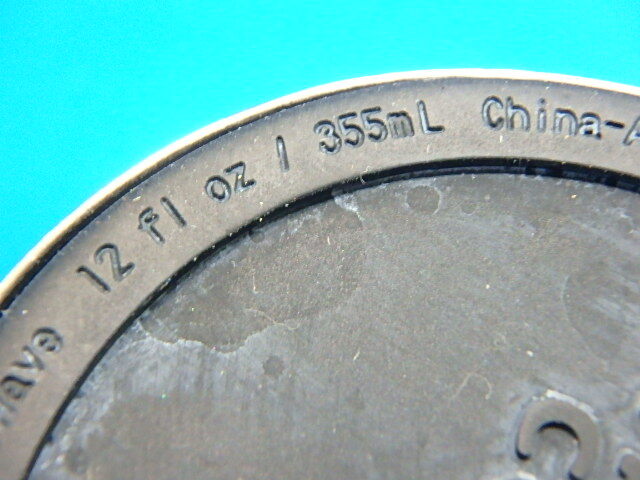 12 fl oz | 355mL China-